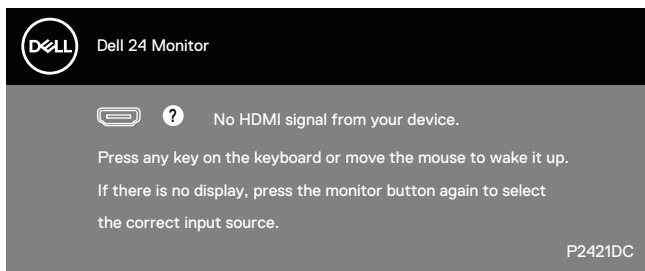 DELL
Dell 24 Monitor
? No HDMI signal from your device.
Press any key on the keyboard or move the mouse to wake it up.
If there is no display, press the monitor button again to select
the correct input source.
P2421DC